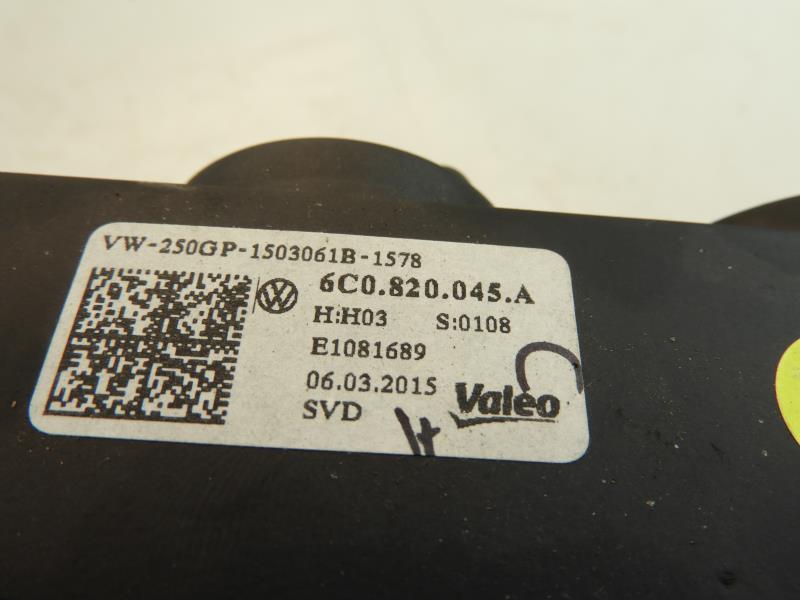 VW-250GP-1503061B-1578
6C0.820.045.A
H:H03 S:0108
E1081689
06.03.2015
SVD
Valeo